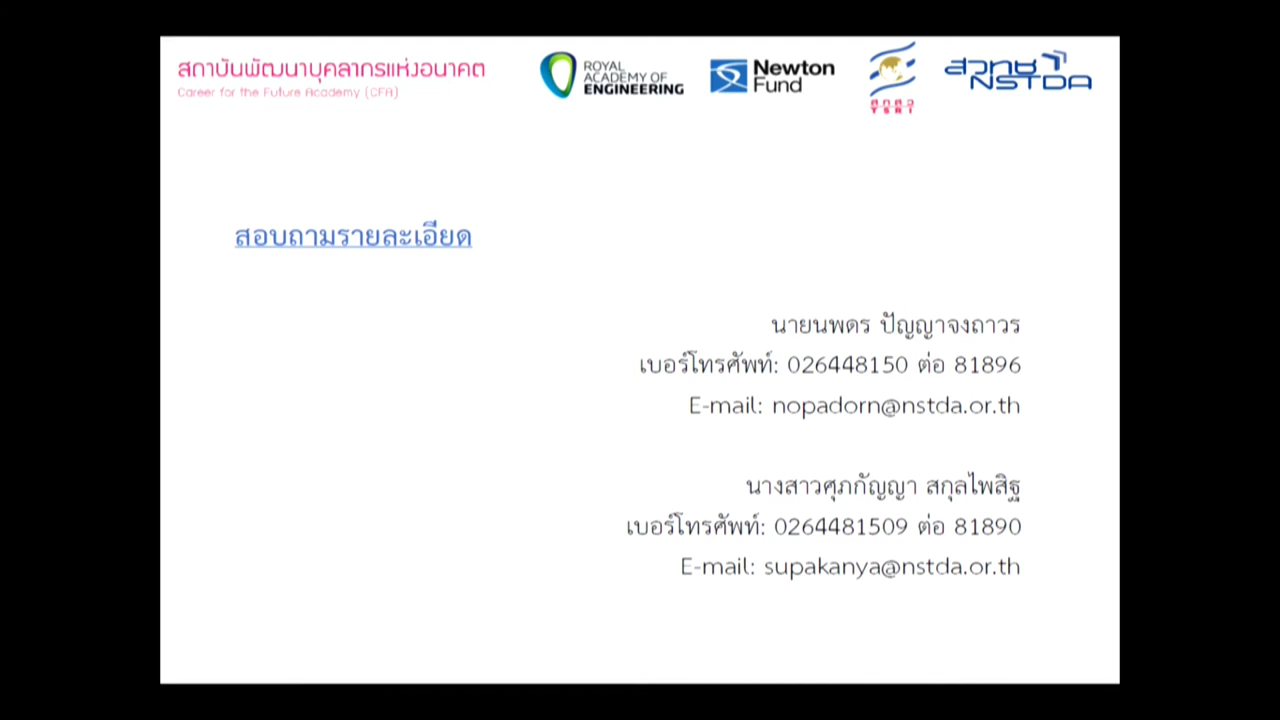 สถาบันพัฒนาบุคลากรแห่งอนาคต
Career for the Future Academy (CFA)
ROYAL
ACADEMY OF
ENGINEERING
Newton
Fund
สกสว
TSRI
สวทช
NSTDA
สอบถามรายละเอียด
นายนพดร ปัญญาจงถาวร
เบอร์โทรศัพท์: 026448150 ต่อ 81896
E-mail: nopadorn@nstda.or.th
นางสาวศุภกัญญา สกุลไพสิฐ
เบอร์โทรศัพท์: 0264481509 ต่อ 81890
E-mail: supakanya@nstda.or.th